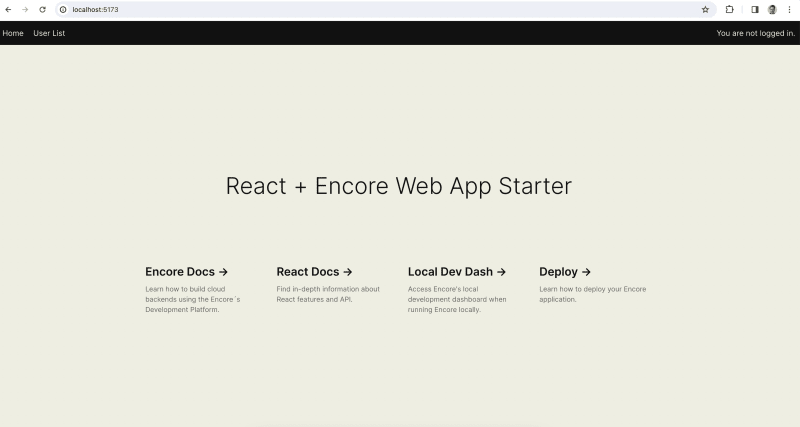 localhost:5173
Home User List You are not logged in.
React + Encore Web App Starter
Encore Docs →
Learn how to build cloud
backends using the Encore´s
Development Platform.
React Docs →
Find in-depth information about
React features and API.
Local Dev Dash →
Access Encore's local
development dashboard when
running Encore locally.
Deploy →
Learn how to deploy your Encore
application.